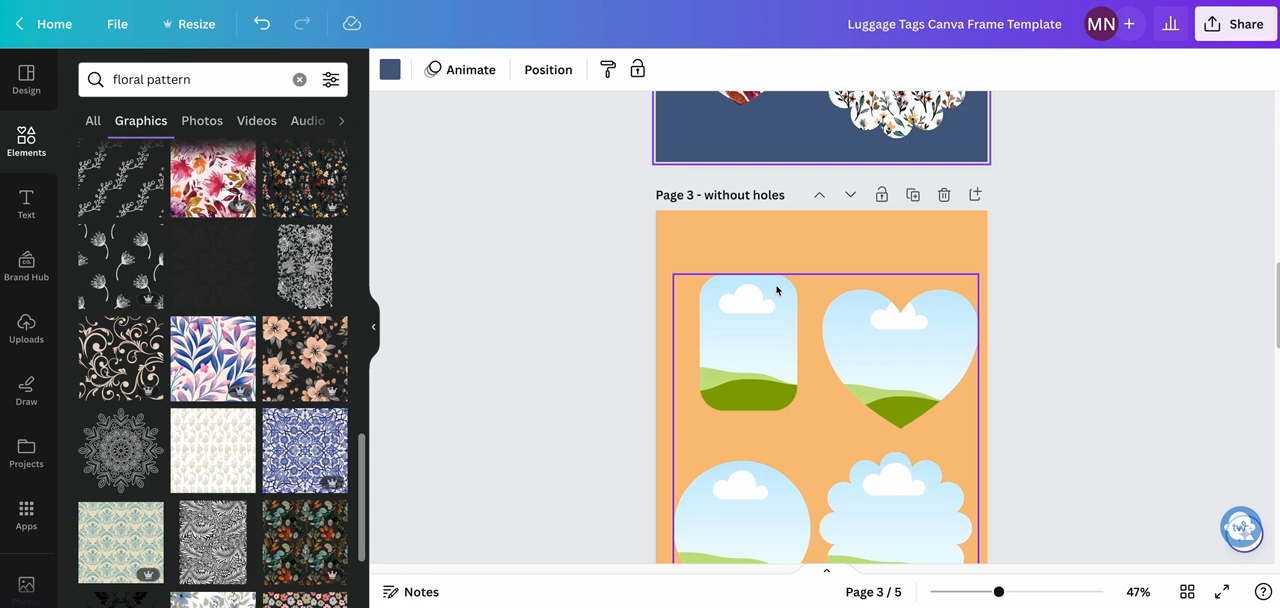 Home File Resize Luggage Tags Canva Frame Template MN Share
Design
Elements
Text
Brand Hub
Uploads
Draw
Projects
Apps
floral pattern
All Graphics Photos Videos Audio
Animate Position
Page 3 - without holes
Notes Page 3 / 5 47%